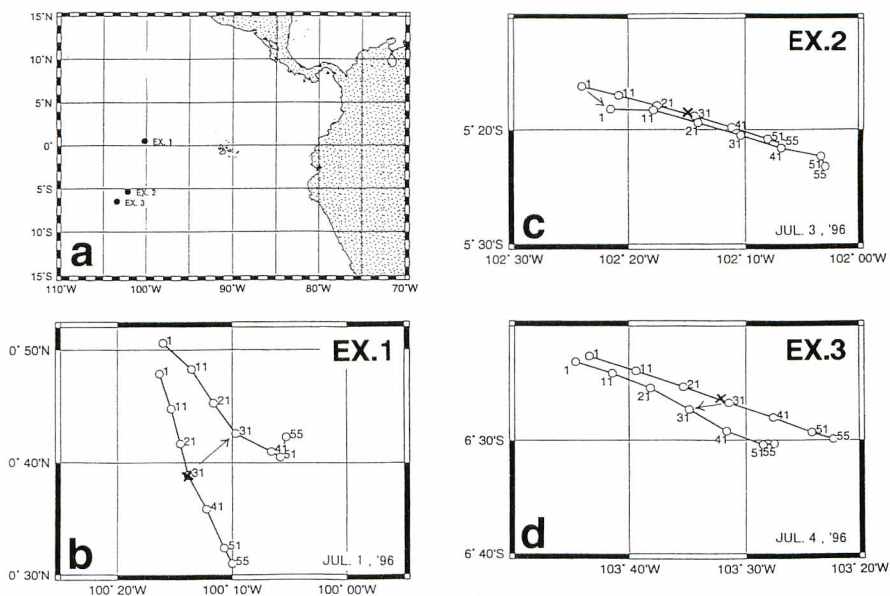 15°N
10°N
5°N
0°
5°S
10°S
15°S
110°W 100°W 90°W 80°W 70°W
EX. 1
EX. 2
EX. 3
a
EX.2
1
11
21
31
41
51
55
1
11
21
31
41
51
55
5° 20'S
5° 30'S
c
JUL. 3 , '96
102° 30'W 102° 20'W 102° 10'W 102° 00'W
EX.1
0° 50'N
0° 40'N
0° 30'N
1
11
21
31
41
51
55
1
11
21
31
41
51
55
b
JUL. 1 , '96
100° 20'W 100° 10'W 100° 00'W
EX.3
1
11
21
31
41
51
55
1
11
21
31
41
51
55
6° 30'S
6° 40'S
d
JUL. 4 , '96
103° 40'W 103° 30'W 103° 20'W